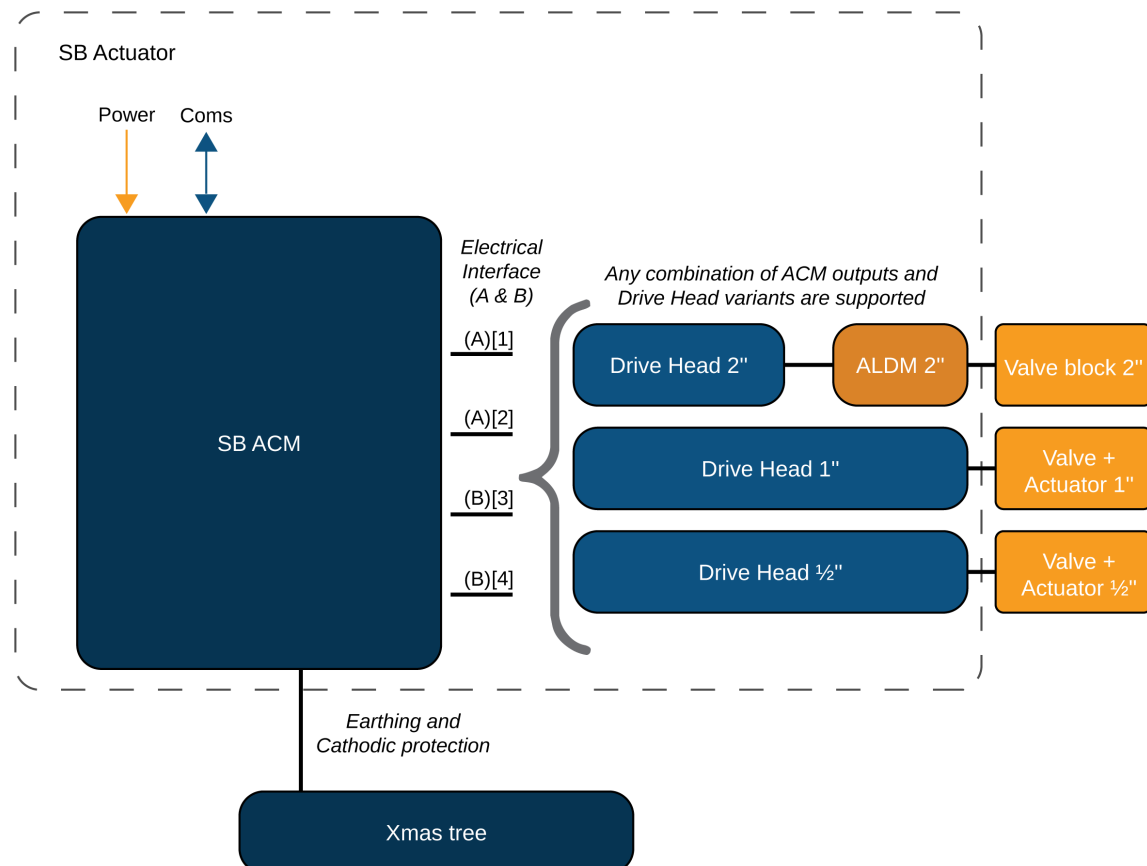 SB Actuator
Power
Coms
SB ACM
Electrical
Interface
(A & B)
(A)[1]
(A)[2]
(B)[3]
(B)[4]
Any combination of ACM outputs and
Drive Head variants are supported
Drive Head 2"
ALDM 2"
Valve block 2"
Drive Head 1"
Valve +
Actuator 1"
Drive Head ½"
Valve +
Actuator ½"
Earthing and
Cathodic protection
Xmas tree